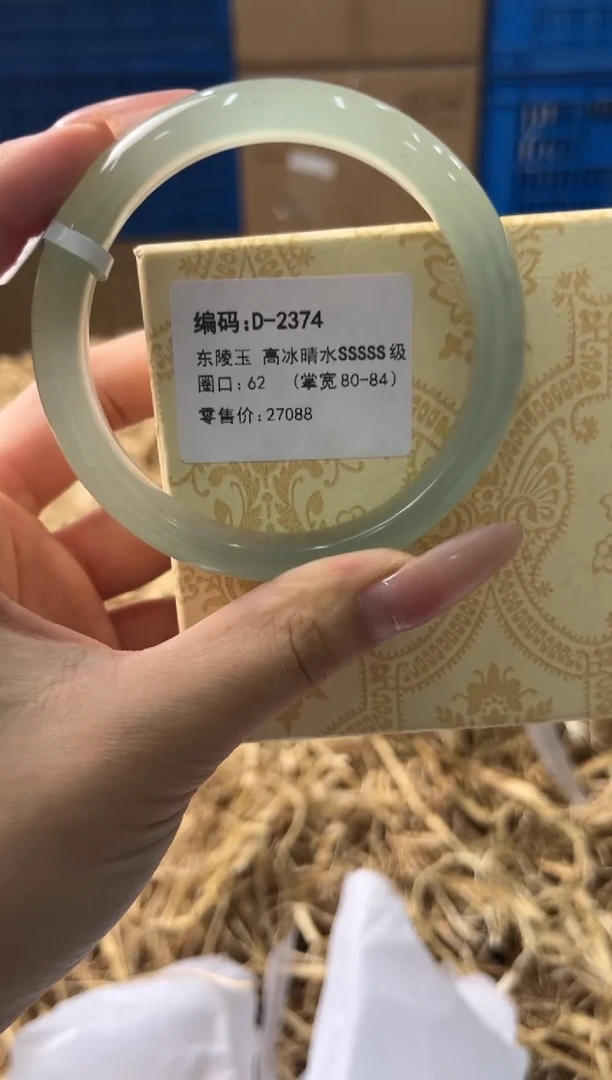 编码:D-2374
东陵玉 高冰晴水SSSSS级
圈口:62 (掌宽80-84)
零售价:27088